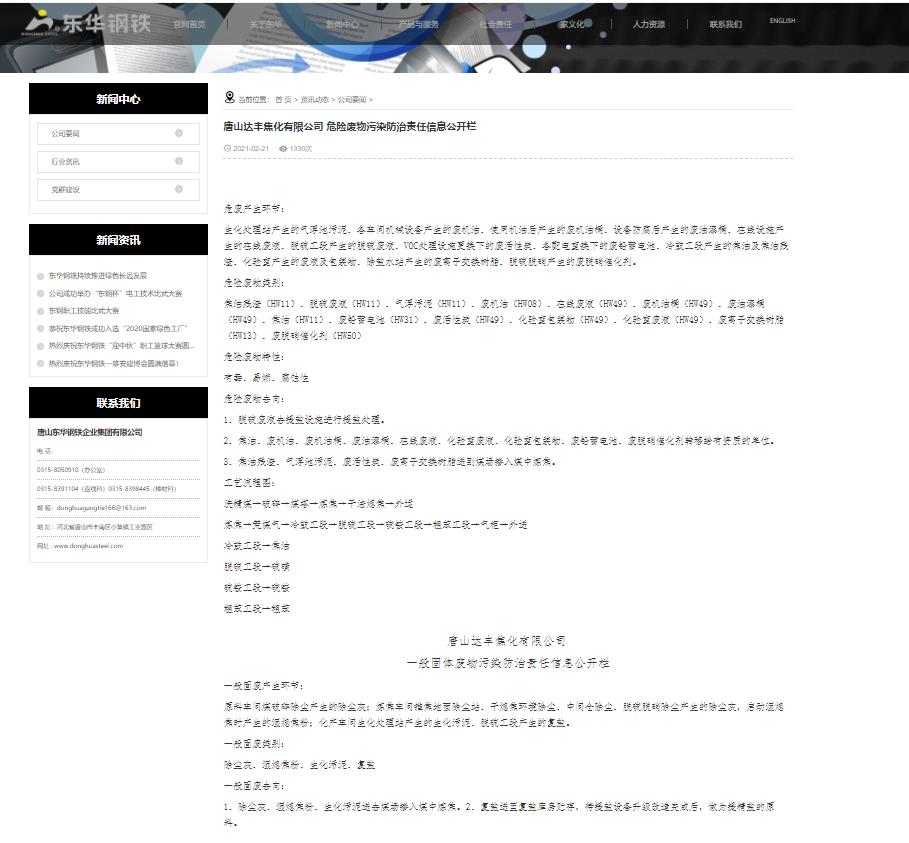 东华钢铁
官网首页
关于东华
新闻中心
产品与服务
社会责任
家文化
人力资源
联系我们
ENGLISH
新闻中心
公司要闻
行业资讯
党群建设
新闻资讯
东华钢铁持续推进绿色长远发展
公司成功举办“东钢杯”电工技术比武大赛
东钢职工技能比武大赛
恭祝东华钢铁成功入选“2020国家绿色工厂”
热烈庆祝东华钢铁“迎中秋”职工篮球大赛圆...
热烈庆祝东华钢铁—雄安建博会圆满落幕！
联系我们
唐山东华钢铁企业集团有限公司
电 话：
0315-8050910（办公室）
0315-8391104（直线科）0315-8398445（棒材科）
邮 箱：donghuagangtie166@163.com
地 址：河北省唐山市丰南区小集镇工业园区
网址：www.donghuasteel.com
当前位置： 首 页 > 资讯动态 > 公司要闻 >
唐山达丰焦化有限公司 危险废物污染防治责任信息公开栏
2021-02-21 1330次
危废产生环节：
生化处理站产生的气浮池污泥、各车间机械设备产生的废机油、使用机油后产生的废机油桶、设备防腐后产生的废油漆桶、在线设施产
生的在线废液、脱硫工段产生的脱硫废液、VOC处理设施更换下的废活性炭、各配电室换下的废铅蓄电池、冷鼓工段产生的焦油及焦油残
渣、化验室产生的废液及包装物、除盐水站产生的废离子交换树脂、脱硫脱硝产生的废脱硝催化剂。
危险废物类别：
焦油残渣（HW11）、脱硫废液（HW11）、气浮污泥（HW11）、废机油（HW08）、在线废液（HW49）、废机油桶（HW49）、废油漆桶
（HW49）、焦油（HW11）、废铅蓄电池（HW31）、废活性炭（HW49）、化验室包装物（HW49）、化验室废液（HW49）、废离子交换树脂
（HW13）、废脱硝催化剂（HW50）
危险废物特性：
有毒、易燃、腐蚀性
危险废物去向：
1、脱硫废液去提盐设施进行提盐处理。
2、焦油、废机油、废机油桶、废油漆桶、在线废液、化验室废液、化验室包装物、废铅蓄电池、废脱硝催化剂转移给有资质的单位。
3、焦油残渣、气浮池污泥、废活性炭、废离子交换树脂送到煤场掺入煤中炼焦。
工艺流程图：
洗精煤→破碎→煤塔→炼焦→干法熄焦→外运
炼焦→荒煤气→冷鼓工段→脱硫工段→硫铵工段→粗苯工段→气柜→外送
冷鼓工段→焦油
脱硫工段→硫磺
硫铵工段→硫铵
粗苯工段→粗苯
唐山达丰焦化有限公司
一般固体废物污染防治责任信息公开栏
一般固废产生环节：
原料车间煤破碎除尘产生的除尘灰；炼焦车间推焦地面除尘站、干熄焦环境除尘、中间仓除尘、脱硫脱硝除尘产生的除尘灰，启动湿熄
焦时产生的湿熄焦粉；化产车间生化处理站产生的生化污泥、脱硫工段产生的复盐。
一般固废类别：
除尘灰、湿熄焦粉、生化污泥、复盐
一般固废去向：
1、除尘灰、湿熄焦粉、生化污泥送去煤场掺入煤中炼焦。2、复盐送至复盐库房贮存，待提盐设备升级改造完成后，做为提精盐的原
料。